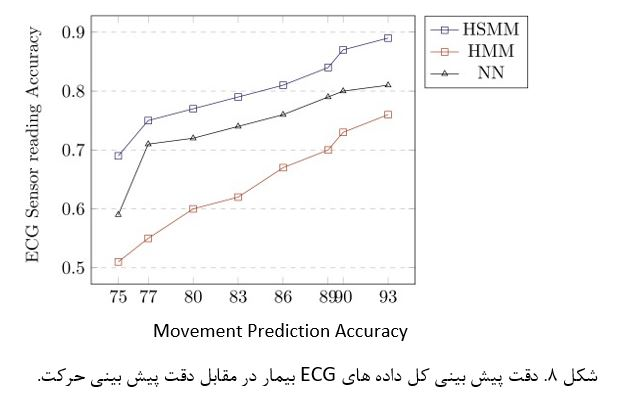 ECG Sensor reading Accuracy
0.9
0.8
0.7
0.6
0.5
75 77 80 83 86 89 90 93
HSMM
HMM
NN
Movement Prediction Accuracy
شکل ۸. دقت پیش بینی کل داده های ECG بیمار در مقابل دقت پیش بینی حرکت.